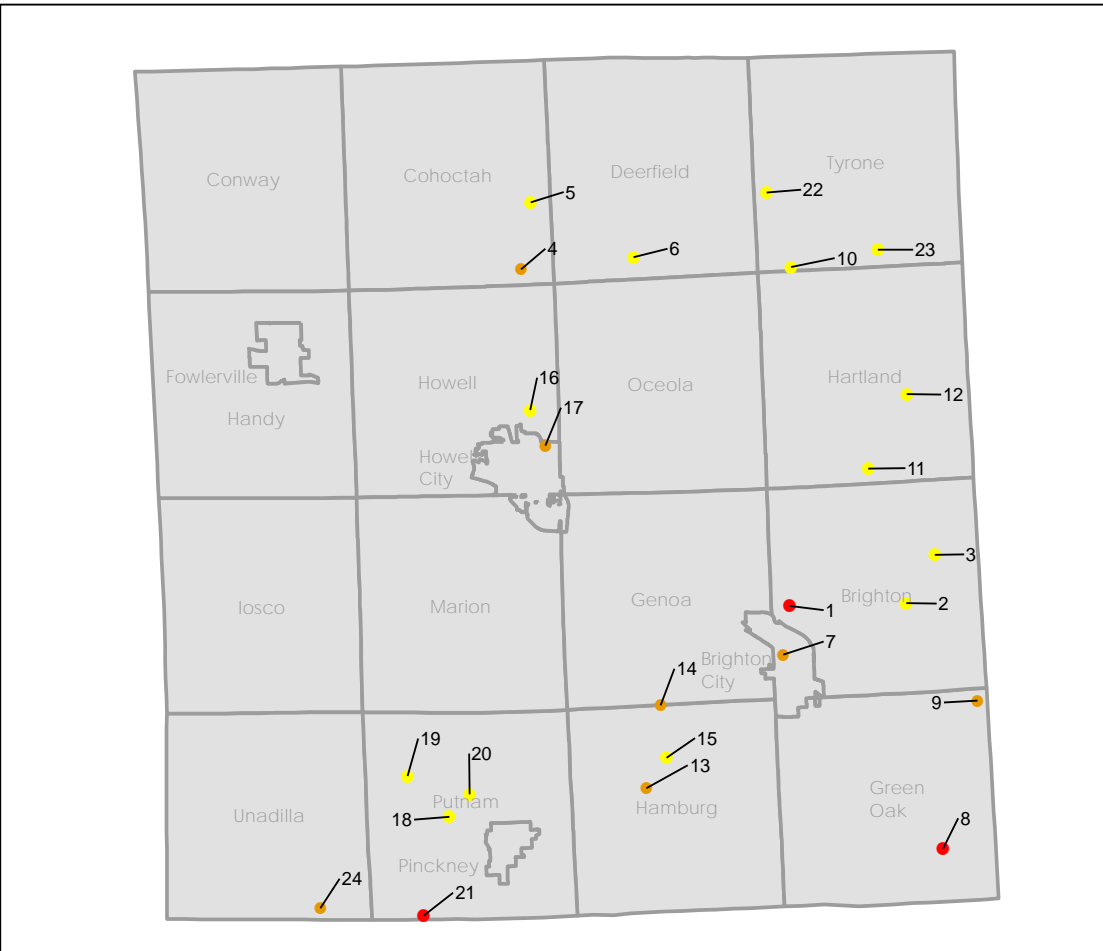 Tyrone
Deerfield
Cohoctah
Conway
22
5
4
6
23
10
Fowlerville
Howell
Oceola
Hartland
16
12
17
Handy
Howell
City
11
3
Iosco
Marion
Genoa
Brighton
2
1
7
Brighton
City
14
9
19
20
15
13
Putnam
Hamburg
Green
Oak
Unadilla
18
8
Pinckney
24
21